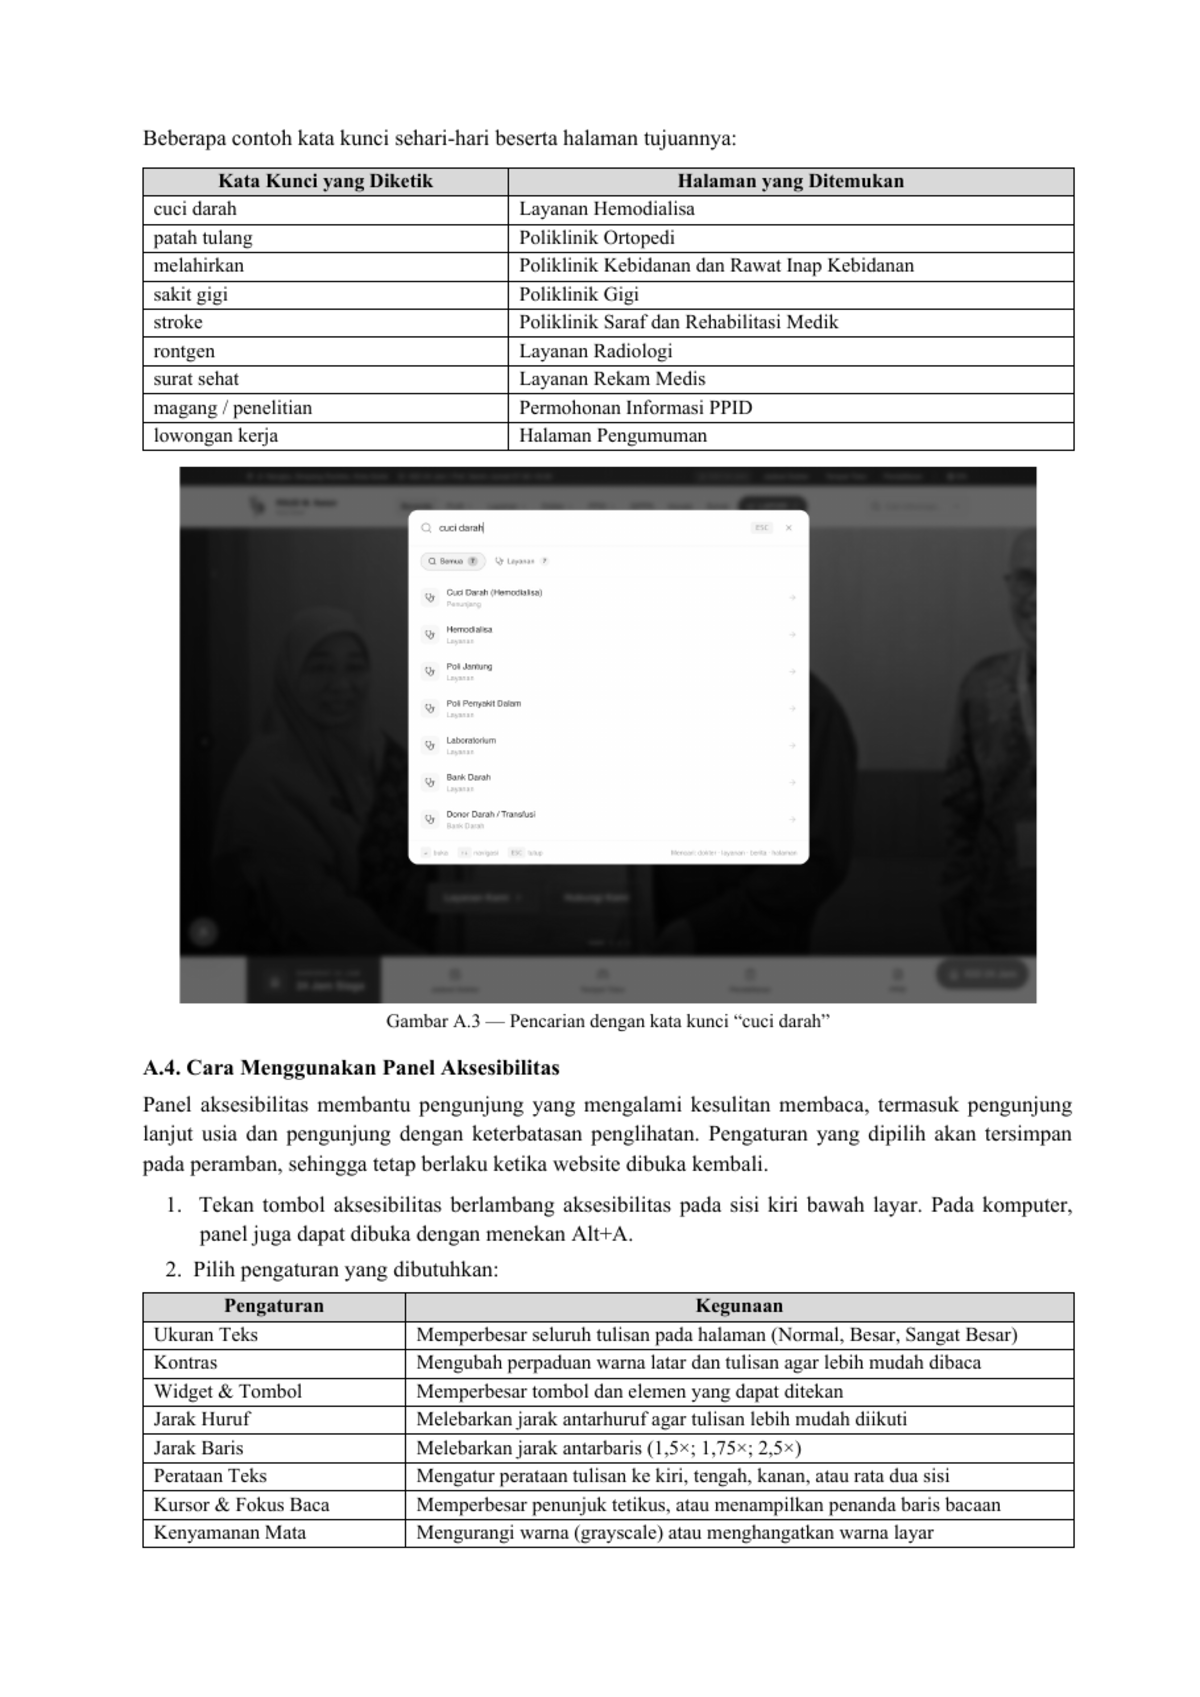 Beberapa contoh kata kunci sehari-hari beserta halaman tujuannya:
Kata Kunci yang Diketik Halaman yang Ditemukan
cuci darah Layanan Hemodialisa
patah tulang Poliklinik Ortopedi
melahirkan Poliklinik Kebidanan dan Rawat Inap Kebidanan
sakit gigi Poliklinik Gigi
stroke Poliklinik Saraf dan Rehabilitasi Medik
rontgen Layanan Radiologi
surat sehat Layanan Rekam Medis
magang / penelitian Permohonan Informasi PPID
lowongan kerja Halaman Pengumuman
cuci darah ESC ×
Semua 7 Layanan 7
Cuci Darah (Hemodialisa)
Penunjang
Hemodialisa
Layanan
Poli Jantung
Layanan
Poli Penyakit Dalam
Layanan
Laboratorium
Layanan
Bank Darah
Layanan
Donor Darah / Transfusi
Bank Darah
buka navigasi ESC tutup Mencari dokter · layanan · berita · halaman
Gambar A.3 — Pencarian dengan kata kunci “cuci darah”
A.4. Cara Menggunakan Panel Aksesibilitas
Panel aksesibilitas membantu pengunjung yang mengalami kesulitan membaca, termasuk pengunjung
lanjut usia dan pengunjung dengan keterbatasan penglihatan. Pengaturan yang dipilih akan tersimpan
pada peramban, sehingga tetap berlaku ketika website dibuka kembali.
1. Tekan tombol aksesibilitas berlambang aksesibilitas pada sisi kiri bawah layar. Pada komputer,
panel juga dapat dibuka dengan menekan Alt+A.
2. Pilih pengaturan yang dibutuhkan:
Pengaturan Kegunaan
Ukuran Teks Memperbesar seluruh tulisan pada halaman (Normal, Besar, Sangat Besar)
Kontras Mengubah perpaduan warna latar dan tulisan agar lebih mudah dibaca
Widget & Tombol Memperbesar tombol dan elemen yang dapat ditekan
Jarak Huruf Melebarkan jarak antarhuruf agar tulisan lebih mudah diikuti
Jarak Baris Melebarkan jarak antarbaris (1,5×; 1,75×; 2,5×)
Perataan Teks Mengatur perataan tulisan ke kiri, tengah, kanan, atau rata dua sisi
Kursor & Fokus Baca Memperbesar penunjuk tetikus, atau menampilkan penanda baris bacaan
Kenyamanan Mata Mengurangi warna (grayscale) atau menghangatkan warna layar